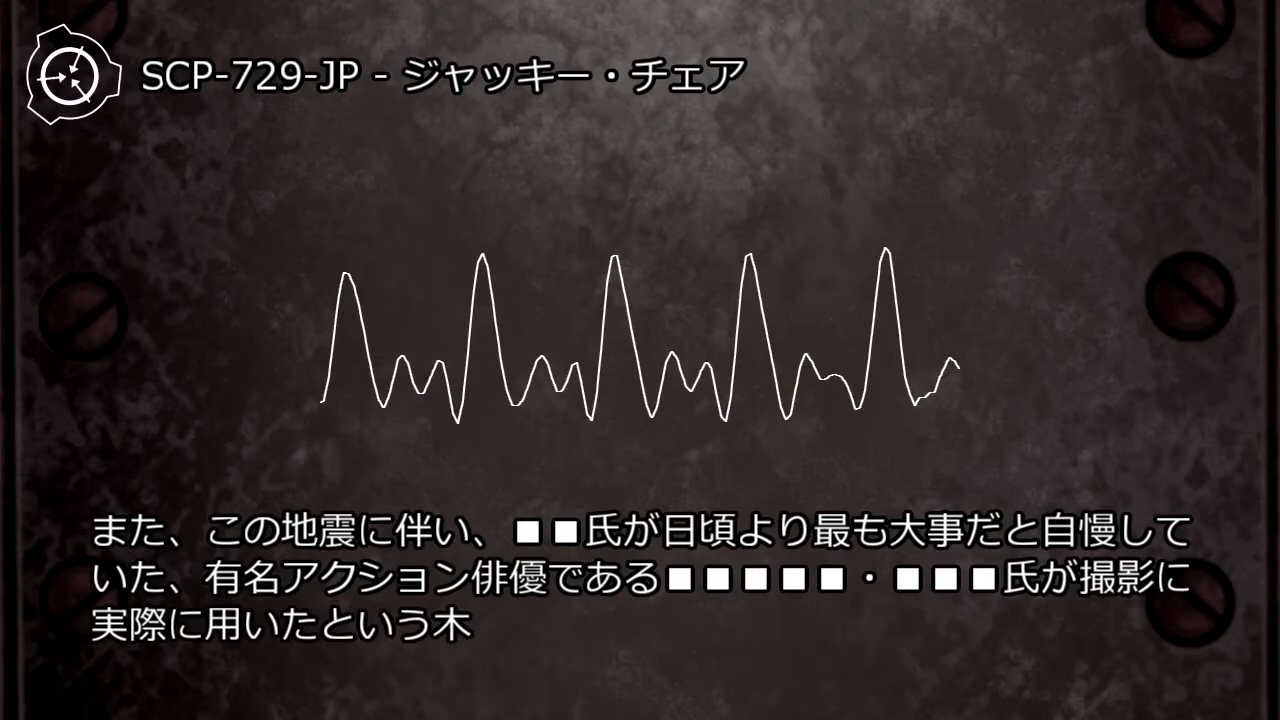 SCP-729-JP - ジャッキー・チェア
また、この地震に伴い、■■氏が日頃より最も大事だと自慢して
いた、有名アクション俳優である■■■■■・■■■氏が撮影に
実際に用いたという木